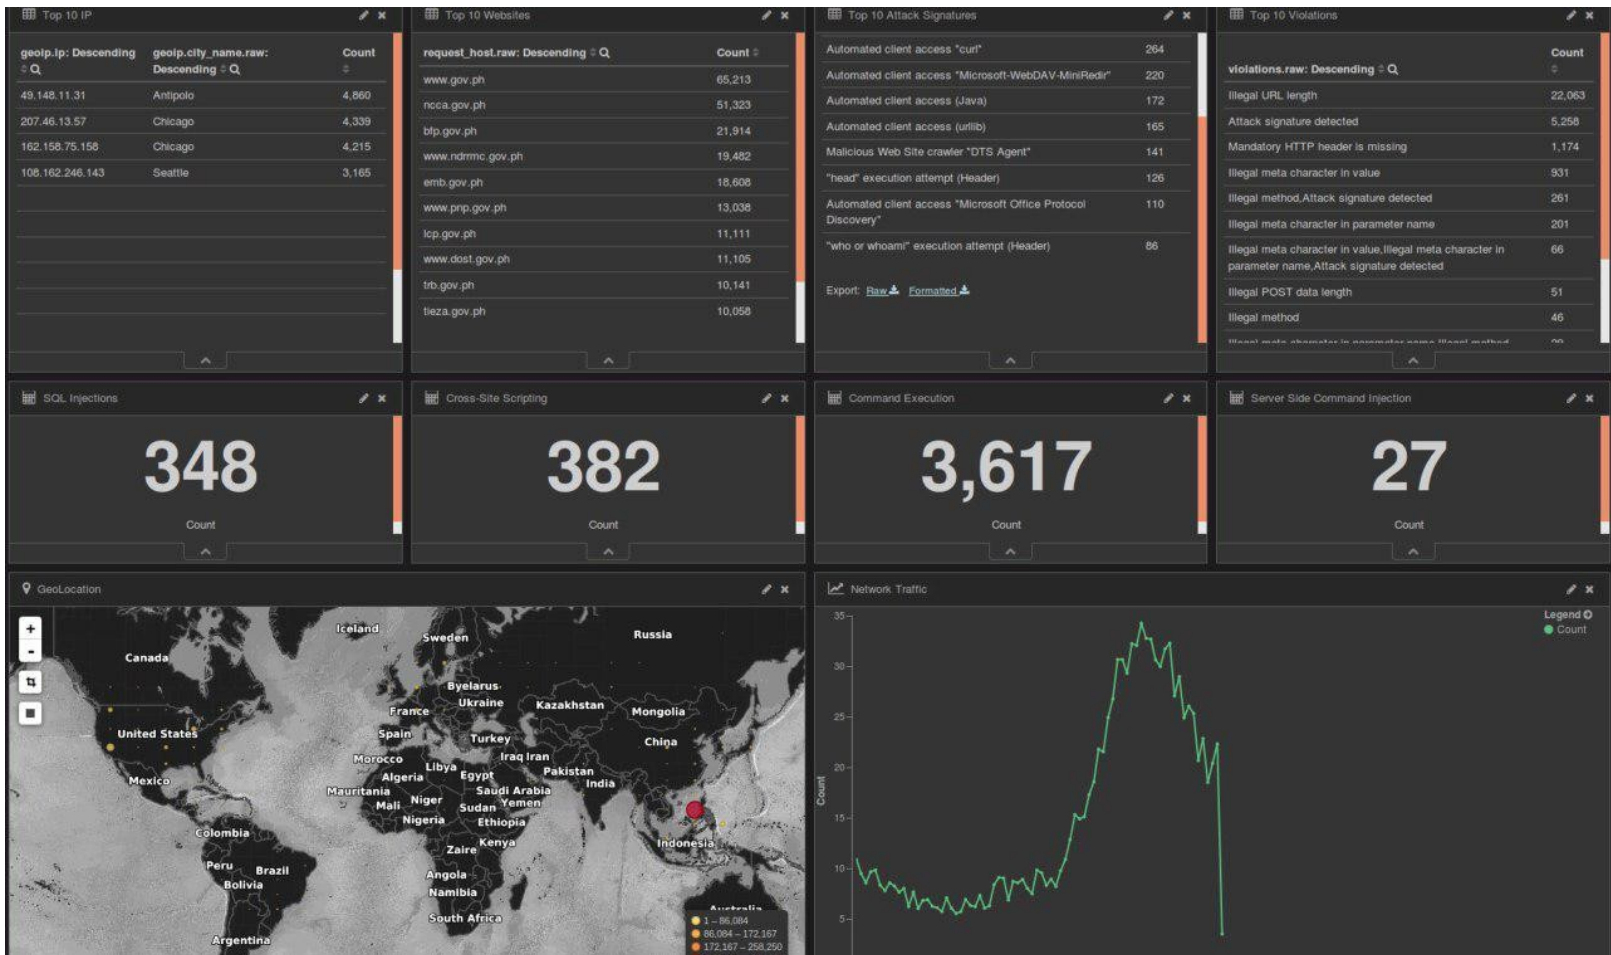 Top 10 IP
geoip.ip: Descending
geoip.city_name.raw: Descending
Count
49.148.11.31 Antipolo 4,860
207.46.13.57 Chicago 4,339
162.158.75.158 Chicago 4,215
108.162.246.143 Seattle 3,165
Top 10 Websites
request_host.raw: Descending Count
www.gov.ph 65,213
ncca.gov.ph 51,323
bfp.gov.ph 21,914
www.ndrrmc.gov.ph 19,482
emb.gov.ph 18,608
www.pnp.gov.ph 13,038
lcp.gov.ph 11,111
www.dost.gov.ph 11,105
trb.gov.ph 10,141
tieza.gov.ph 10,058
Top 10 Attack Signatures
Automated client access "curl" 264
Automated client access "Microsoft-WebDAV-MiniRedir" 220
Automated client access (Java) 172
Automated client access (urllib) 165
Malicious Web Site crawler "DTS Agent" 141
"head" execution attempt (Header) 126
Automated client access "Microsoft Office Protocol 110
Discovery"
"who or whoami" execution attempt (Header) 86
Export: Raw Formatted
Top 10 Violations
violations.raw: Descending Count
Illegal URL length 22,063
Attack signature detected 5,258
Mandatory HTTP header is missing 1,174
Illegal meta character in value 931
Illegal method,Attack signature detected 261
Illegal meta character in parameter name 201
Illegal meta character in value,Illegal meta character in 66
parameter name,Attack signature detected
Illegal POST data length 51
Illegal method 46
SQL Injections
348
Count
Cross-Site Scripting
382
Count
Command Execution
3,617
Count
Server Side Command Injection
27
Count
GeoLocation
+
-
Iceland
Sweden
Russia
Canada
Byelarus
Ukraine
Kazakhstan
France
Mongolia
United States
Spain
Turkey
China
Morocco
Iraq Iran
Libya
Pakistan
Algeria
Egypt
Mexico
India
Mauritania
Saudi Arabia
Niger
Yemen
Mali
Sudan
Nigeria
Ethiopia
Colombia
Kenya
Indonesia
Zaire
Peru
Brazil
Angola
Bolivia
Namibia
Australia
South Africa
Argentina
1 – 86,084
86,084 – 172,167
172,167 – 258,250
Network Traffic
Legend
Count
35
30
25
20
15
10
5
Count